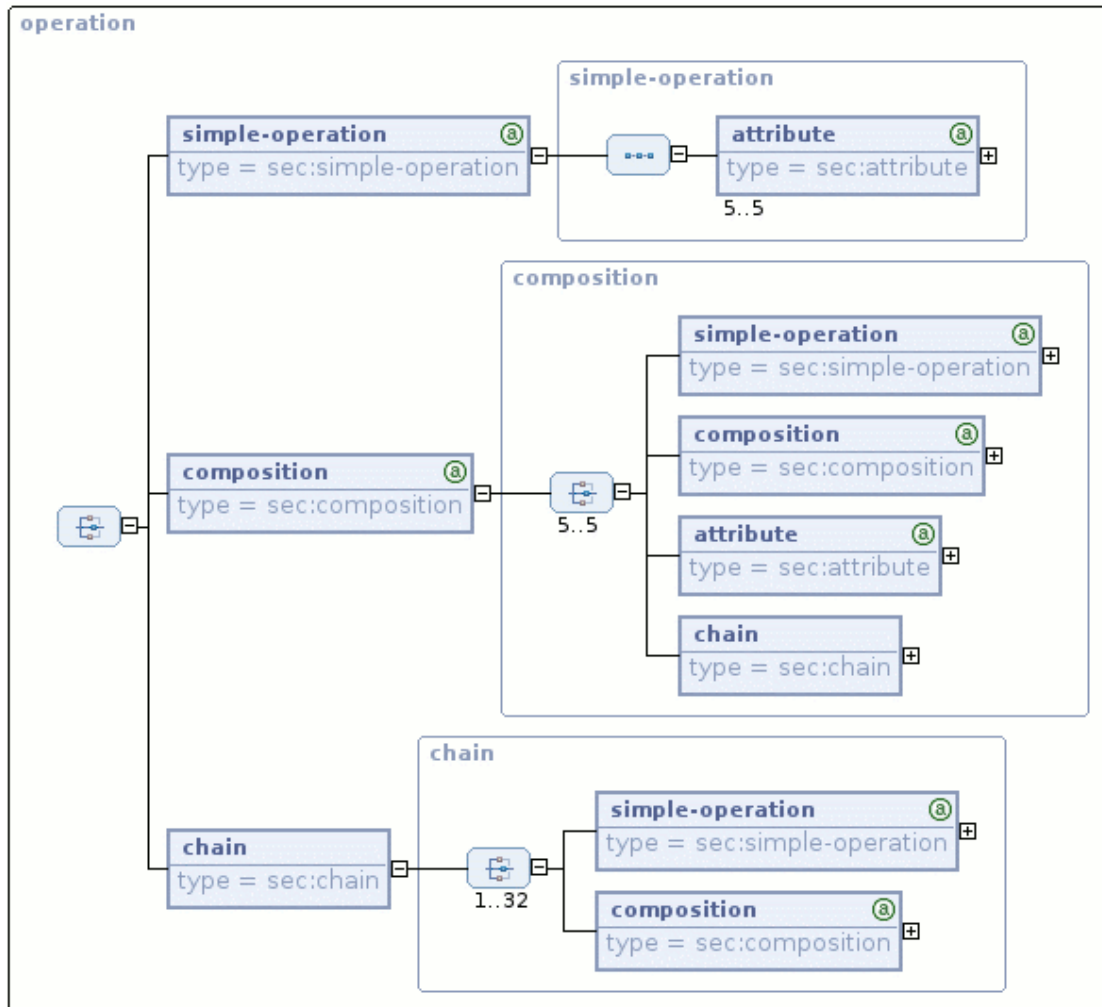 operation
simple-operation
simple-operation
type = sec:simple-operation
attribute
type = sec:attribute
5..5
composition
simple-operation
type = sec:simple-operation
composition
type = sec:composition
composition
type = sec:composition
5..5
attribute
type = sec:attribute
chain
type = sec:chain
chain
simple-operation
type = sec:simple-operation
chain
type = sec:chain
1..32
composition
type = sec:composition